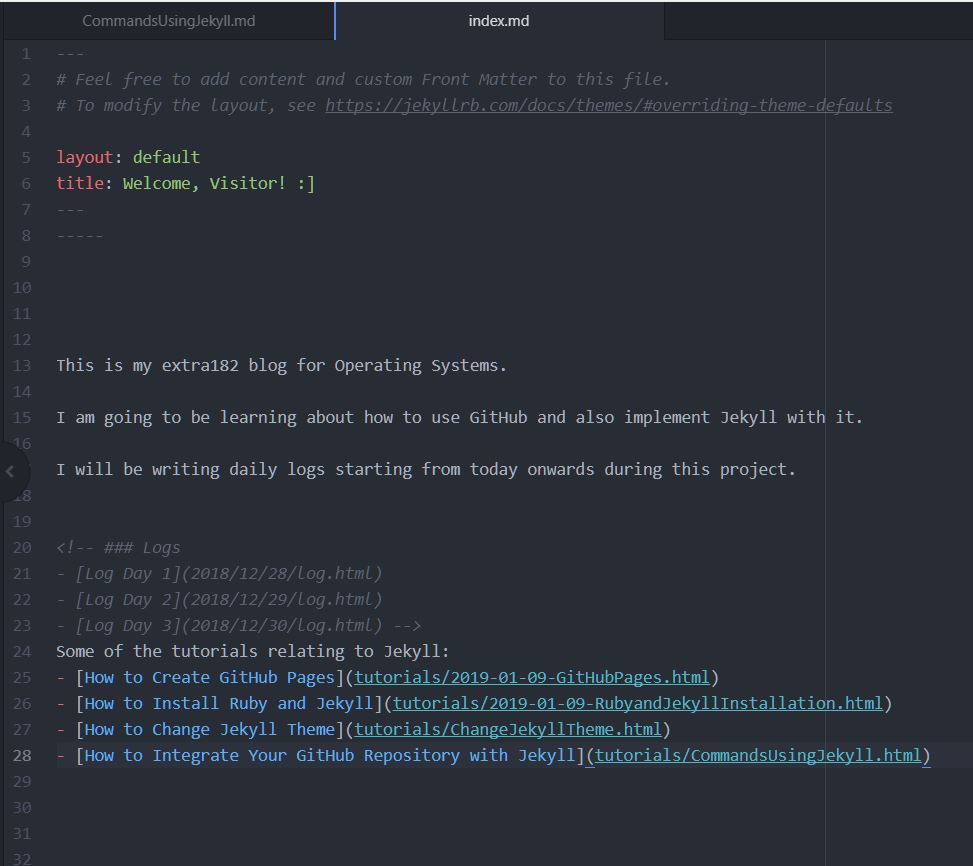 CommandsUsingJekyll.md
index.md
1 ---
2 # Feel free to add content and custom Front Matter to this file.
3 # To modify the layout, see https://jekyllrb.com/docs/themes/#overriding-theme-defaults
4
5 layout: default
6 title: Welcome, Visitor! :]
7 ---
8 -----
9
10
11
12
13 This is my extra182 blog for Operating Systems.
14
15 I am going to be learning about how to use GitHub and also implement Jekyll with it.
16
I will be writing daily logs starting from today onwards during this project.
18
19
20 <!-- ### Logs
21 - [Log Day 1](2018/12/28/log.html)
22 - [Log Day 2](2018/12/29/log.html)
23 - [Log Day 3](2018/12/30/log.html) -->
24 Some of the tutorials relating to Jekyll:
25 - [How to Create GitHub Pages](tutorials/2019-01-09-GitHubPages.html)
26 - [How to Install Ruby and Jekyll](tutorials/2019-01-09-RubyandJekyllInstallation.html)
27 - [How to Change Jekyll Theme](tutorials/ChangeJekyllTheme.html)
28 - [How to Integrate Your GitHub Repository with Jekyll](tutorials/CommandsUsingJekyll.html)
29
30
31
32